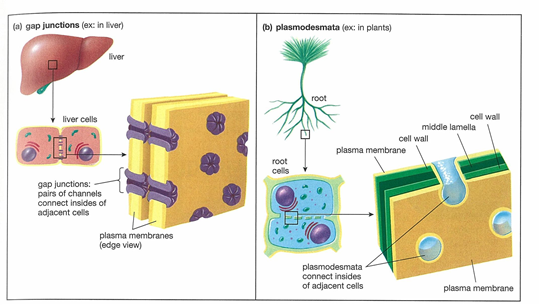 (a) gap junctions (ex: in liver)
liver
liver cells
gap junctions:
pairs of channels
connect insides of
adjacent cells
plasma membranes
(edge view)
(b) plasmodesmata (ex: in plants)
root
root
cells
cell wall
middle lamella
cell wall
plasma membrane
plasmodesmata
connect insides
of adjacent cells
plasma membrane